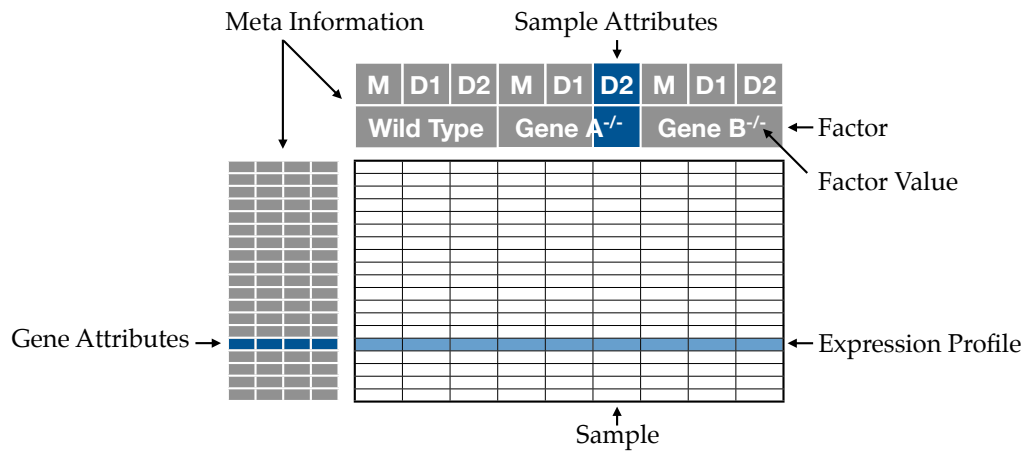 Meta Information
Sample Attributes
M D1 D2 M D1 D2 M D1 D2
Wild Type Gene A-/- Gene B-/-
Factor
Factor Value
Gene Attributes
Expression Profile
Sample